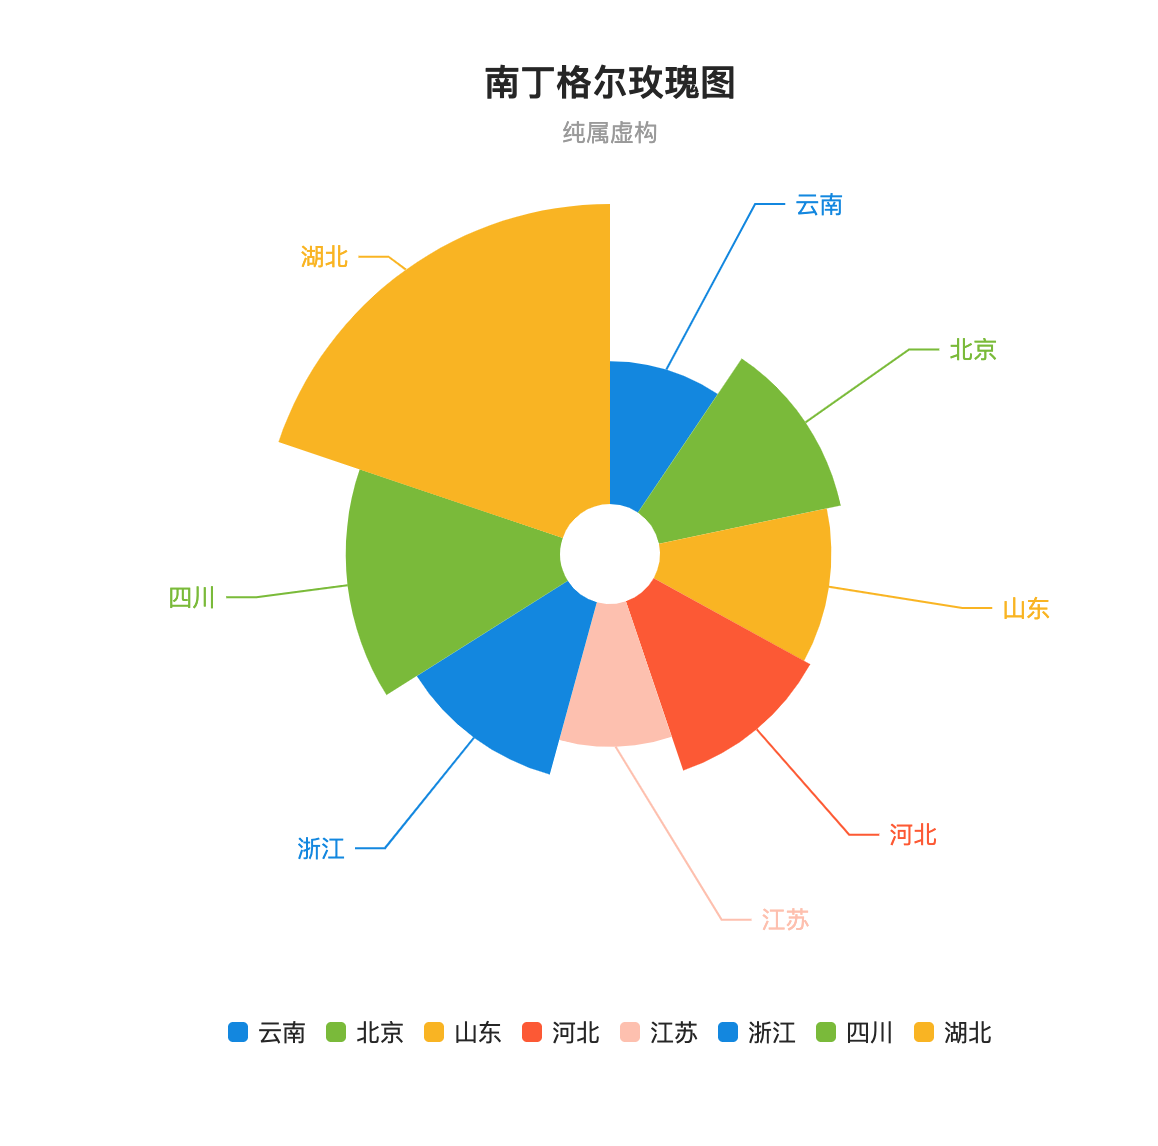 南丁格尔玫瑰图
纯属虚构
云南
湖北
北京
四川
山东
河北
浙江
江苏
云南 北京 山东 河北 江苏 浙江 四川 湖北